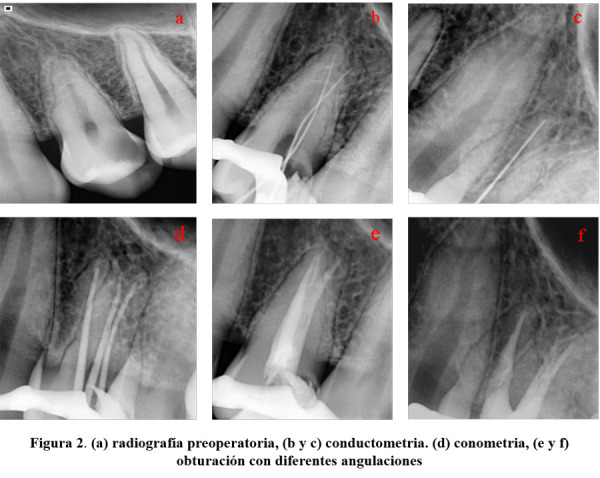 a
b
c
d
e
f
Figura 2. (a) radiografía preoperatoria, (b y c) conductometria. (d) conometria, (e y f)
obturación con diferentes angulaciones